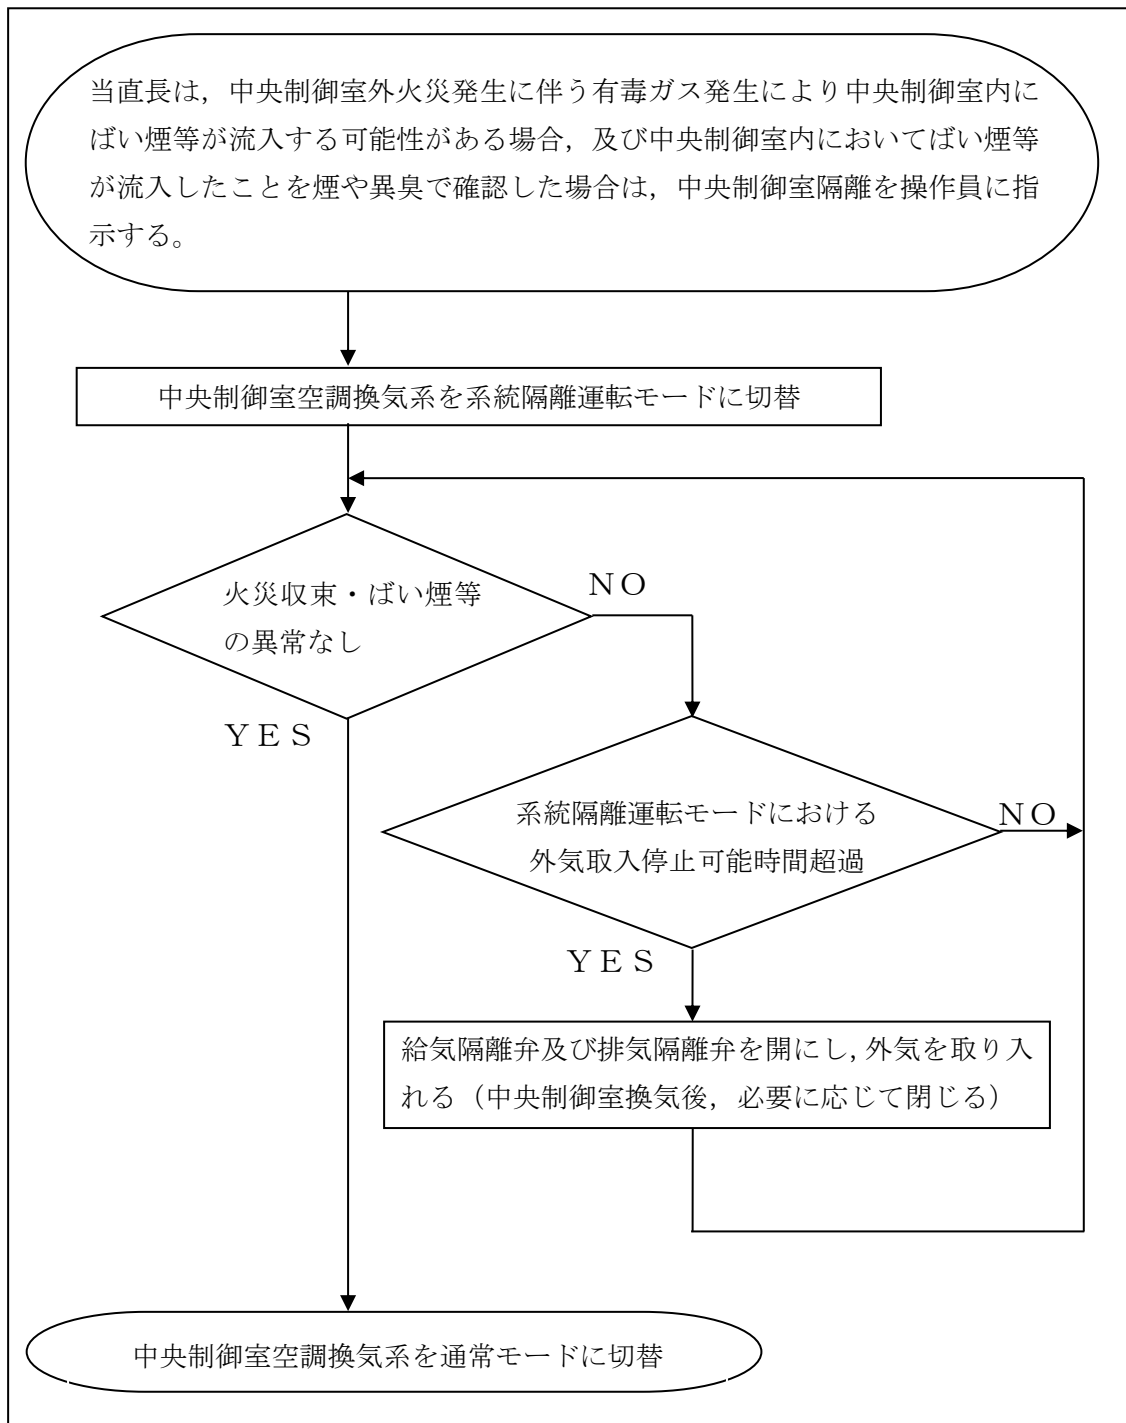 当直長は，中央制御室外火災発生に伴う有毒ガス発生により中央制御室内に
ばい煙等が流入する可能性がある場合，及び中央制御室内においてばい煙等
が流入したことを煙や異臭で確認した場合は，中央制御室隔離を操作員に指
示する。
中央制御室空調換気系を系統隔離運転モードに切替
火災収束・ばい煙等
の異常なし
ＮＯ
ＹＥＳ
系統隔離運転モードにおける
外気取入停止可能時間超過
ＮＯ
ＹＥＳ
給気隔離弁及び排気隔離弁を開にし，外気を取り入
れる（中央制御室換気後，必要に応じて閉じる）
中央制御室空調換気系を通常モードに切替